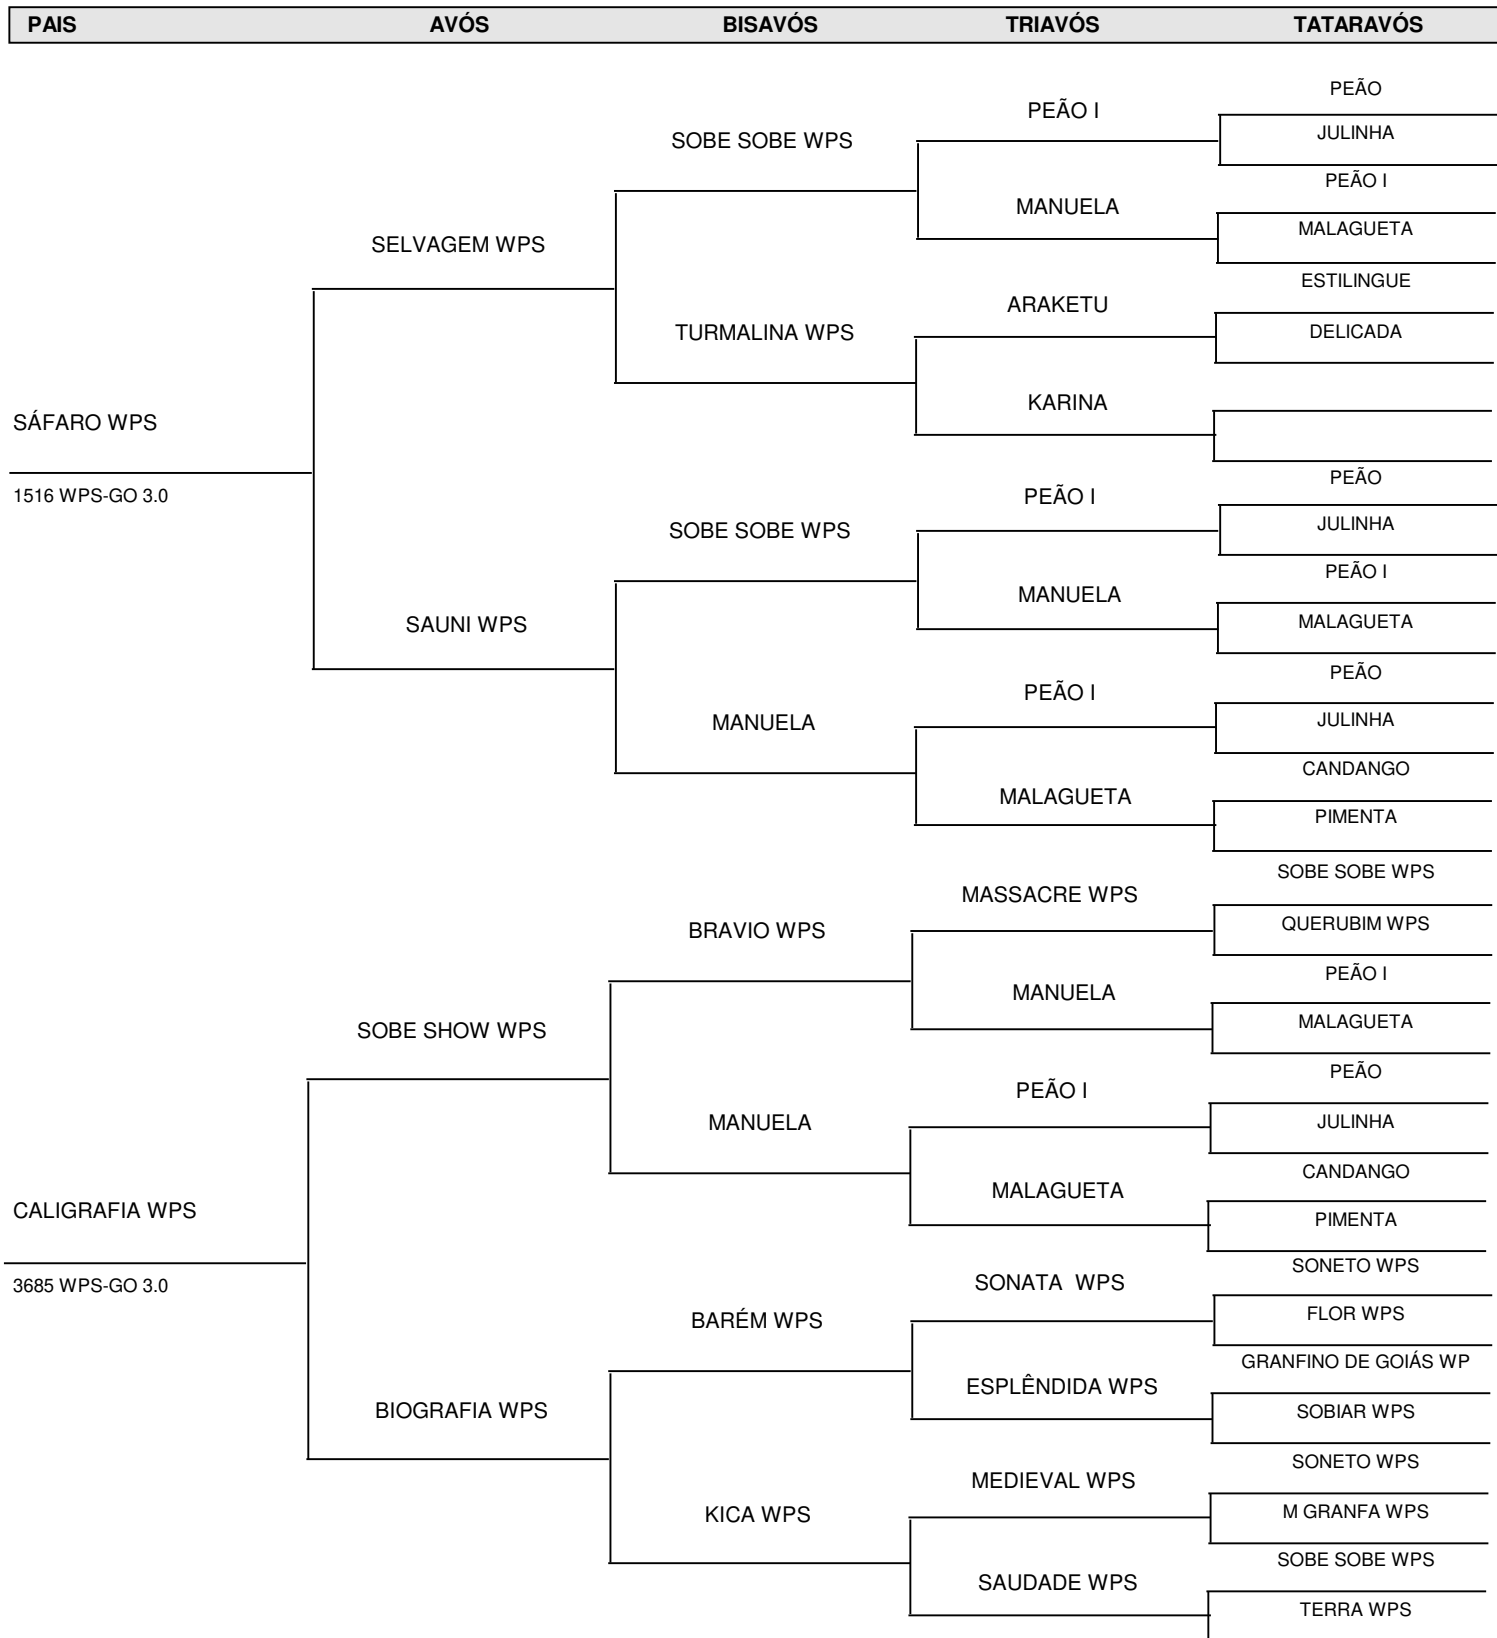 PAIS AVÓS BISAVÓS TRIAVÓS TATARAVÓS
PEÃO
PEÃO I
JULINHA
SOBE SOBE WPS
PEÃO I
MANUELA
MALAGUETA
SELVAGEM WPS
ESTILINGUE
ARAKETU
TURMALINA WPS
DELICADA
KARINA
SÁFARO WPS
PEÃO
1516 WPS-GO 3.0
PEÃO I
JULINHA
SOBE SOBE WPS
PEÃO I
MANUELA
MALAGUETA
SAUNI WPS
PEÃO
PEÃO I
JULINHA
MANUELA
CANDANGO
MALAGUETA
PIMENTA
SOBE SOBE WPS
MASSACRE WPS
QUERUBIM WPS
BRAVIO WPS
PEÃO I
MANUELA
MALAGUETA
SOBE SHOW WPS
PEÃO
PEÃO I
JULINHA
MANUELA
CANDANGO
MALAGUETA
CALIGRAFIA WPS
PIMENTA
SONETO WPS
3685 WPS-GO 3.0
SONATA WPS
FLOR WPS
BARÉM WPS
GRANFINO DE GOIÁS WP
ESPLÊNDIDA WPS
BIOGRAFIA WPS
SOBIAR WPS
SONETO WPS
MEDIEVAL WPS
M GRANFA WPS
KICA WPS
SOBE SOBE WPS
SAUDADE WPS
TERRA WPS